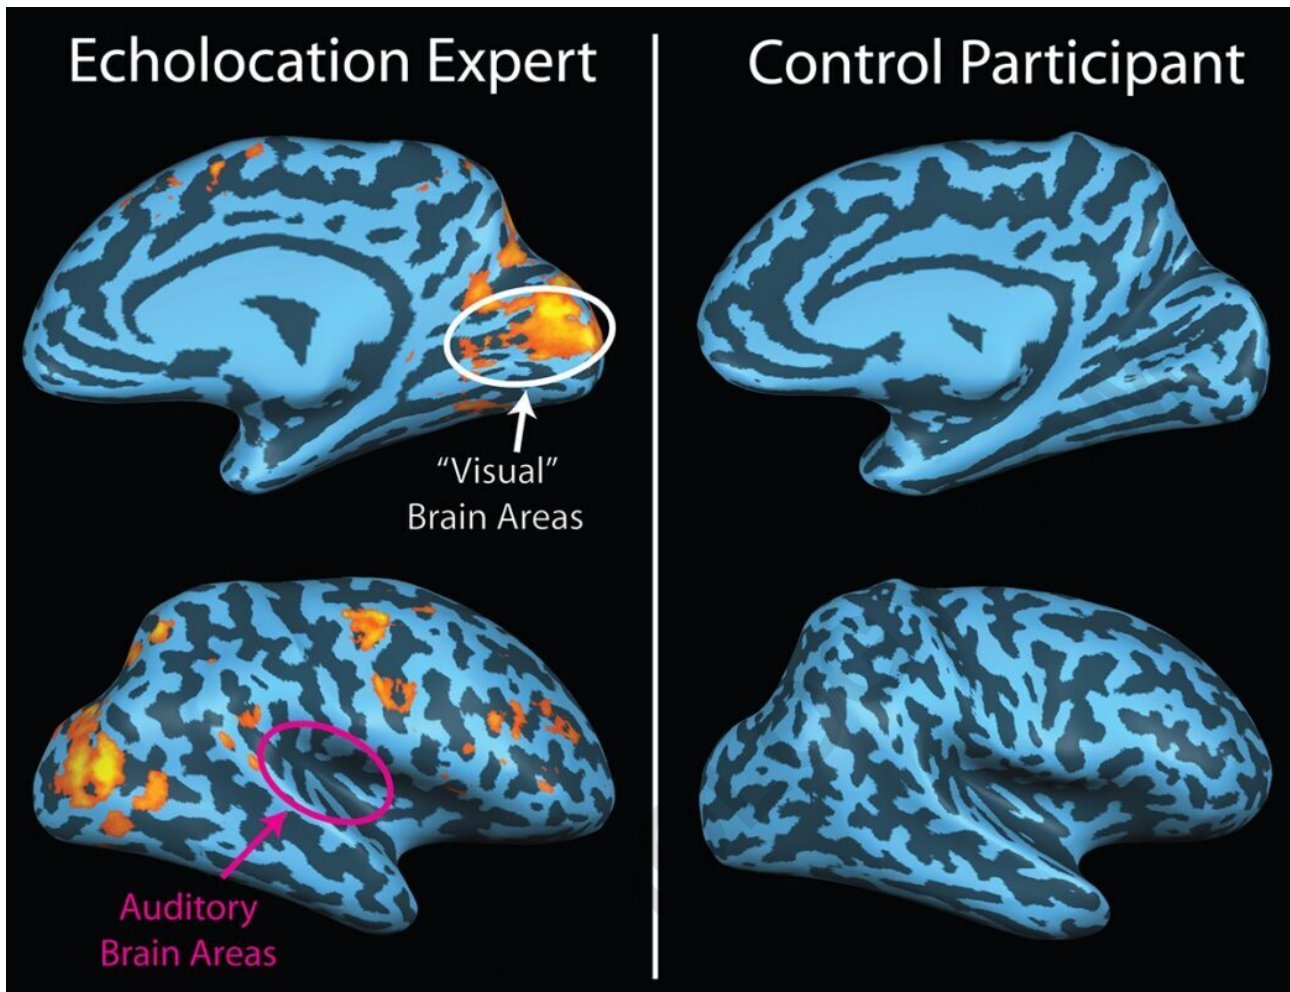 Echolocation Expert
Control Participant
“Visual”
Brain Areas
Auditory
Brain Areas